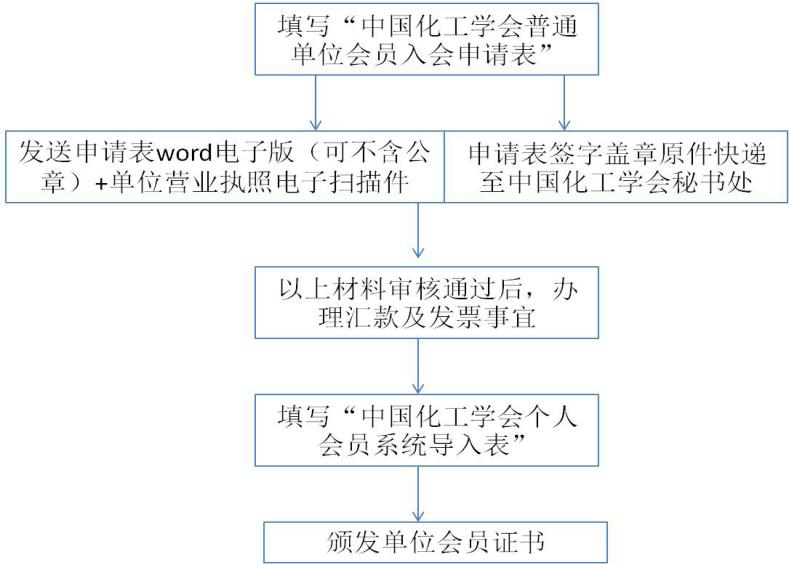 填写“中国化工学会普通
单位会员入会申请表”
发送申请表word电子版（可不含公
章）+单位营业执照电子扫描件
申请表签字盖章原件快递
至中国化工学会秘书处
以上材料审核通过后，办
理汇款及发票事宜
填写“中国化工学会个人
会员系统导入表”
颁发单位会员证书